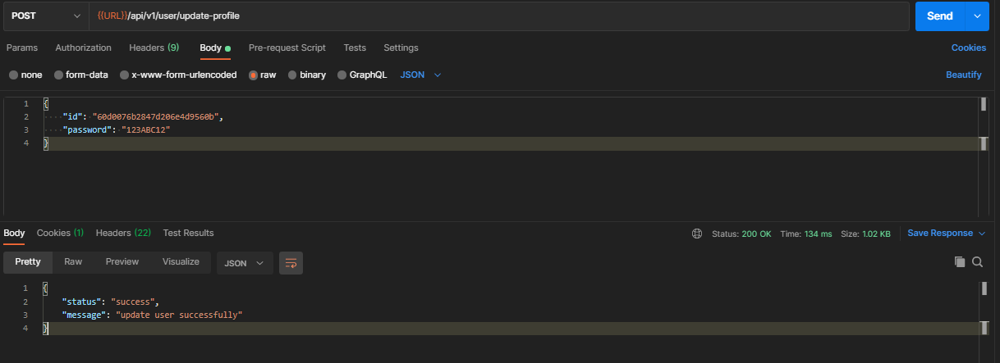 POST {{URL}}/api/v1/user/update-profile Send
Params Authorization Headers (9) Body Pre-request Script Tests Settings Cookies
none form-data x-www-form-urlencoded raw binary GraphQL JSON Beautify
1 {
2 "id": "60d0076b2847d206e4d9560b",
3 "password": "123ABC12"
4 }
Body Cookies (1) Headers (22) Test Results Status: 200 OK Time: 134 ms Size: 1.02 KB Save Response
Pretty Raw Preview Visualize JSON
1 {
2 "status": "success",
3 "message": "update user successfully"
4 }